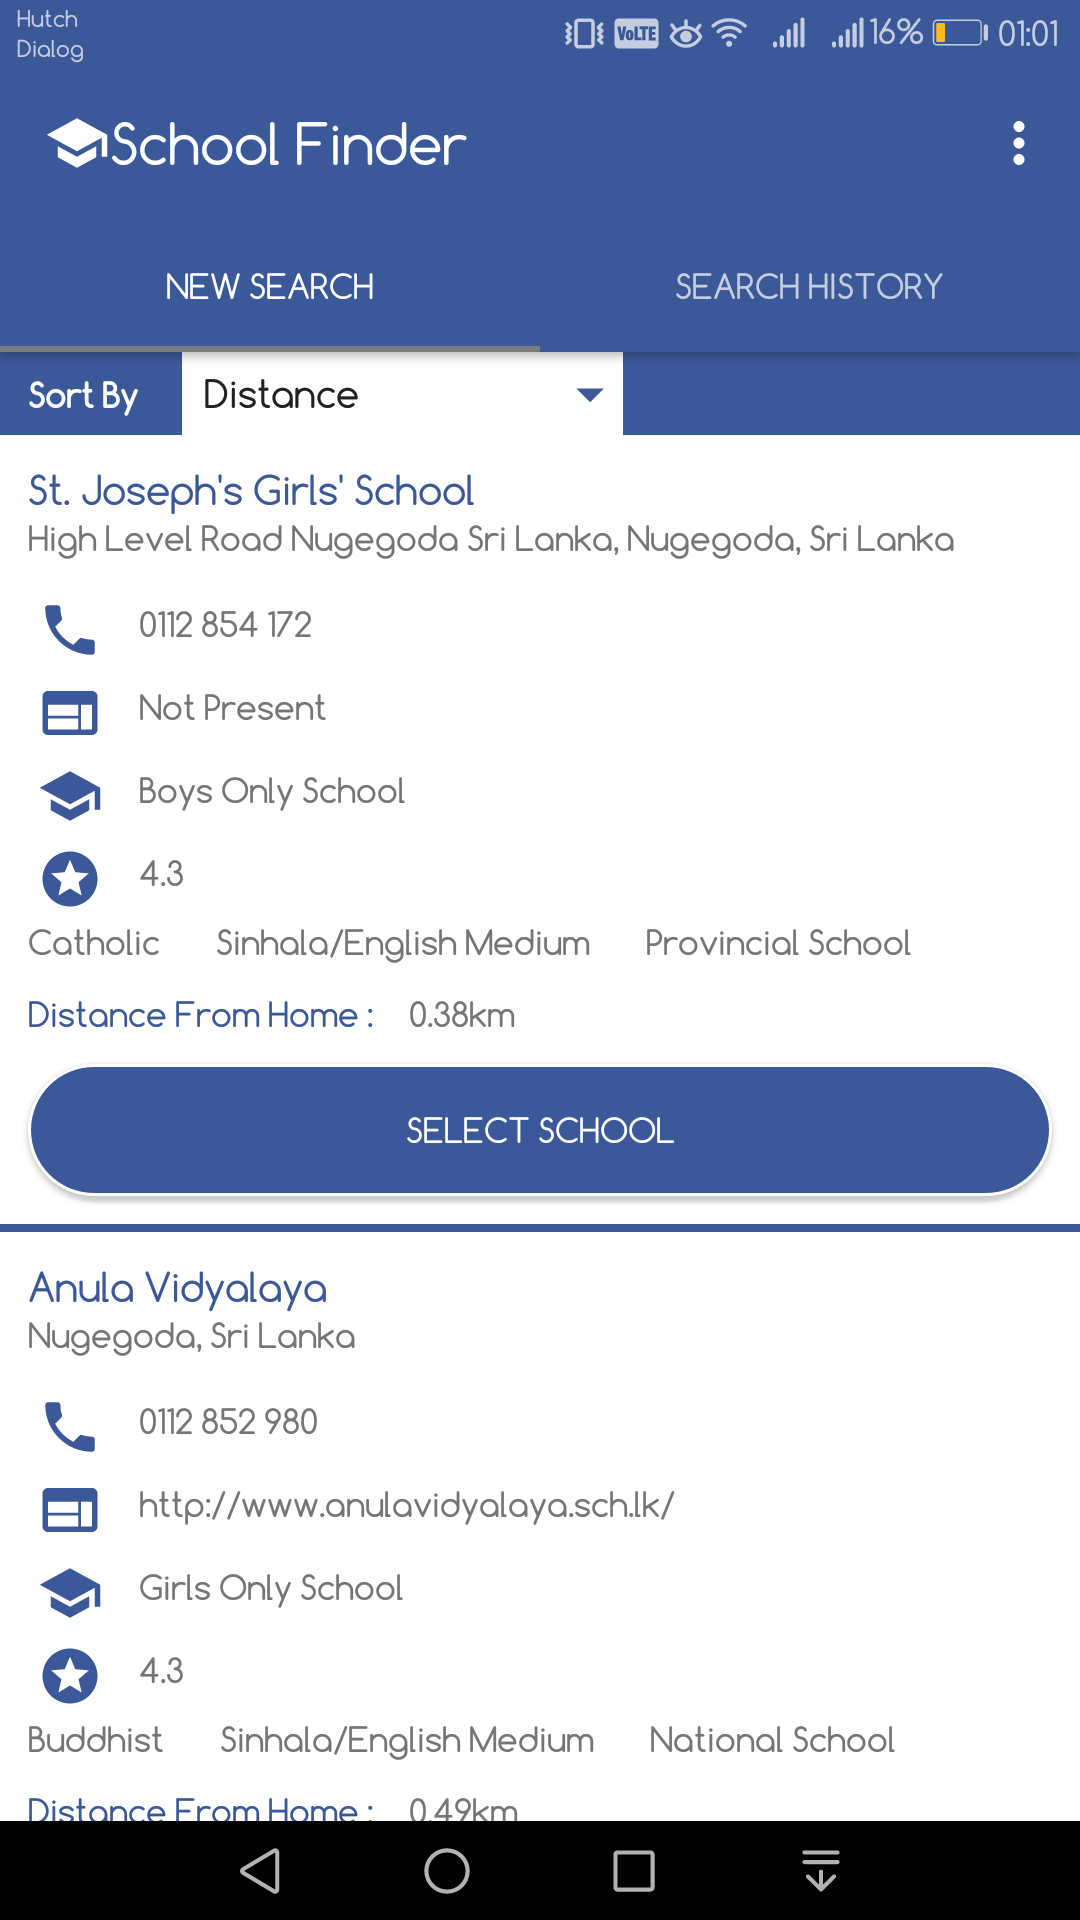 Hutch
Dialog
VoLTE 16% 01:01
School Finder
NEW SEARCH SEARCH HISTORY
Sort By Distance
St. Joseph's Girls' School
High Level Road Nugegoda Sri Lanka, Nugegoda, Sri Lanka
0112 854 172
Not Present
Boys Only School
4.3
Catholic Sinhala/English Medium Provincial School
Distance From Home : 0.38km
SELECT SCHOOL
Anula Vidyalaya
Nugegoda, Sri Lanka
0112 852 980
http://www.anulavidyalaya.sch.lk/
Girls Only School
4.3
Buddhist Sinhala/English Medium National School
Distance From Home : 0.49km